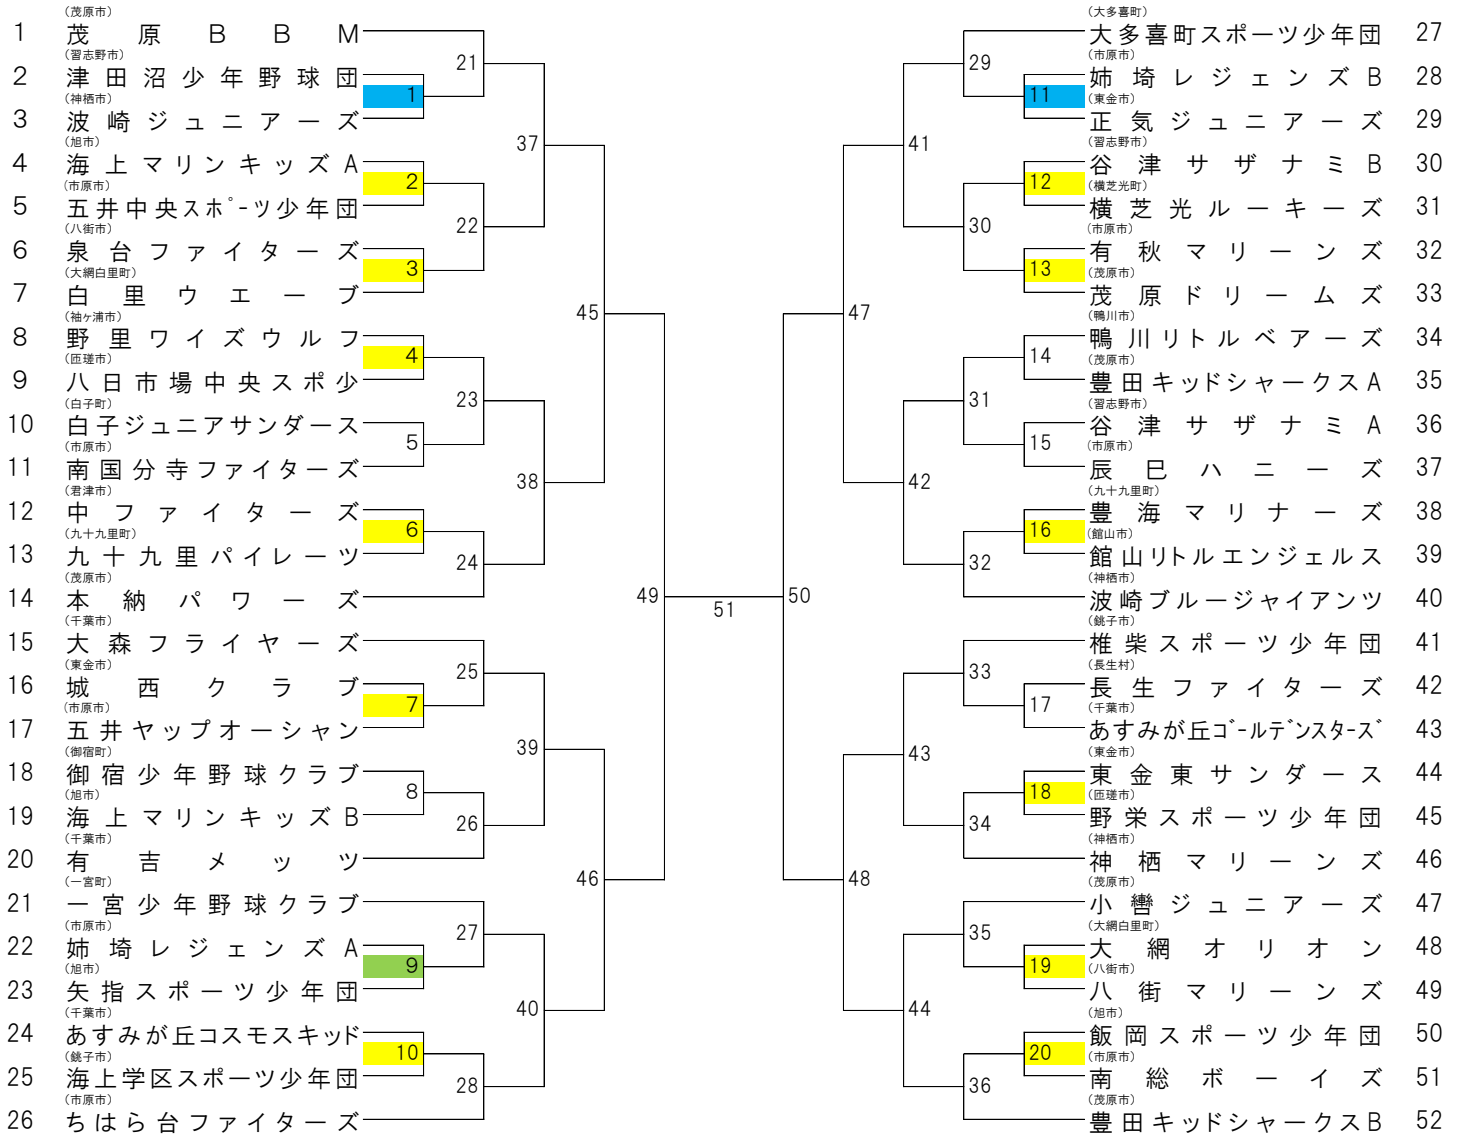 (茂原市)
1 茂原BBM
(習志野市)
2 津田沼少年野球団
(神栖市)
3 波崎ジュニアーズ
(旭市)
4 海上マリンキッズA
(市原市)
5 五井中央スポーツ少年団
(八街市)
6 泉台ファイターズ
(大網白里町)
7 白里ウエーブ
(袖ヶ浦市)
8 野里ワイズウルフ
(匝瑳市)
9 八日市場中央スポ少
(白子町)
10 白子ジュニアサンダース
(市原市)
11 南国分寺ファイターズ
(君津市)
12 中ファイターズ
(九十九里町)
13 九十九里パイレーツ
(茂原市)
14 本納パワーズ
(千葉市)
15 大森フライヤーズ
(東金市)
16 城西クラブ
(市原市)
17 五井ヤップオーシャン
(御宿町)
18 御宿少年野球クラブ
(旭市)
19 海上マリンキッズB
(千葉市)
20 有吉メッツ
(一宮町)
21 一宮少年野球クラブ
(市原市)
22 姉埼レジェンズA
(旭市)
23 矢指スポーツ少年団
(千葉市)
24 あすみが丘コスモスキッド
(銚子市)
25 海上学区スポーツ少年団
(市原市)
26 ちはら台ファイターズ
1
2
3
4
5
6
7
8
9
10
21
22
23
24
25
26
27
28
37
38
39
40
45
46
49
51
50
47
48
41
42
43
44
29
30
31
32
33
34
35
36
11
12
13
14
15
16
17
18
19
20
(大多喜町)
大多喜町スポーツ少年団 27
(市原市)
姉埼レジェンズB 28
(東金市)
正気ジュニアーズ 29
(習志野市)
谷津サザナミB 30
(横芝光町)
横芝光ルーキーズ 31
(市原市)
有秋マリーンズ 32
(茂原市)
茂原ドリームズ 33
(鴨川市)
鴨川リトルベアーズ 34
(茂原市)
豊田キッドシャークスA 35
(習志野市)
谷津サザナミA 36
(市原市)
辰巳ハニーズ 37
(九十九里町)
豊海マリナーズ 38
(館山市)
館山リトルエンジェルス 39
(神栖市)
波崎ブルージャイアンツ 40
(銚子市)
椎柴スポーツ少年団 41
(長生村)
長生ファイターズ 42
(千葉市)
あすみが丘ゴールデンスターズ 43
(東金市)
東金東サンダース 44
(匝瑳市)
野栄スポーツ少年団 45
(神栖市)
神栖マリーンズ 46
(茂原市)
小轡ジュニアーズ 47
(大網白里町)
大網オリオン 48
(八街市)
八街マリーンズ 49
(旭市)
飯岡スポーツ少年団 50
(市原市)
南総ボーイズ 51
(茂原市)
豊田キッドシャークスB 52